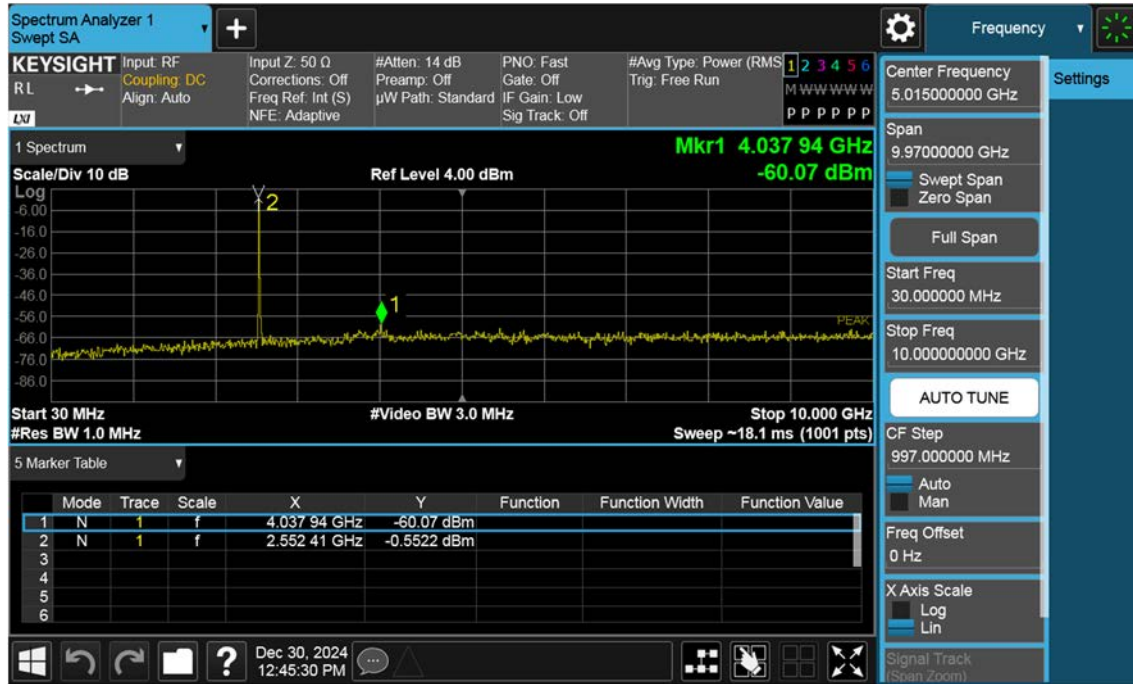 Spectrum Analyzer 1
Swept SA
+
Frequency
KEYSIGHT
RL
LXI
Input: RF
Coupling: DC
Align: Auto
Input Z: 50 Ω
Corrections: Off
Freq Ref: Int (S)
NFE: Adaptive
#Atten: 14 dB
Preamp: Off
µW Path: Standard
PNO: Fast
Gate: Off
IF Gain: Low
Sig Track: Off
#Avg Type: Power (RMS
Trig: Free Run
1 2 3 4 5 6
M W W W W W
P P P P P P
1 Spectrum
Mkr1 4.037 94 GHz
-60.07 dBm
Scale/Div 10 dB
Ref Level 4.00 dBm
Log
-6.00
-16.0
-26.0
-36.0
-46.0
-56.0
-66.0
-76.0
-86.0
2
1
PEAK
Start 30 MHz
#Video BW 3.0 MHz
Stop 10.000 GHz
#Res BW 1.0 MHz
Sweep ~18.1 ms (1001 pts)
5 Marker Table
Mode Trace Scale X Y Function Function Width Function Value
1 N 1 f 4.037 94 GHz -60.07 dBm
2 N 1 f 2.552 41 GHz -0.5522 dBm
3
4
5
6
Dec 30, 2024
12:45:30 PM
?
Center Frequency
5.015000000 GHz
Span
9.97000000 GHz
Swept Span
Zero Span
Full Span
Start Freq
30.000000 MHz
Stop Freq
10.000000000 GHz
AUTO TUNE
CF Step
997.000000 MHz
Auto
Man
Freq Offset
0 Hz
X Axis Scale
Log
Lin
Signal Track
(Span Zoom)
Settings